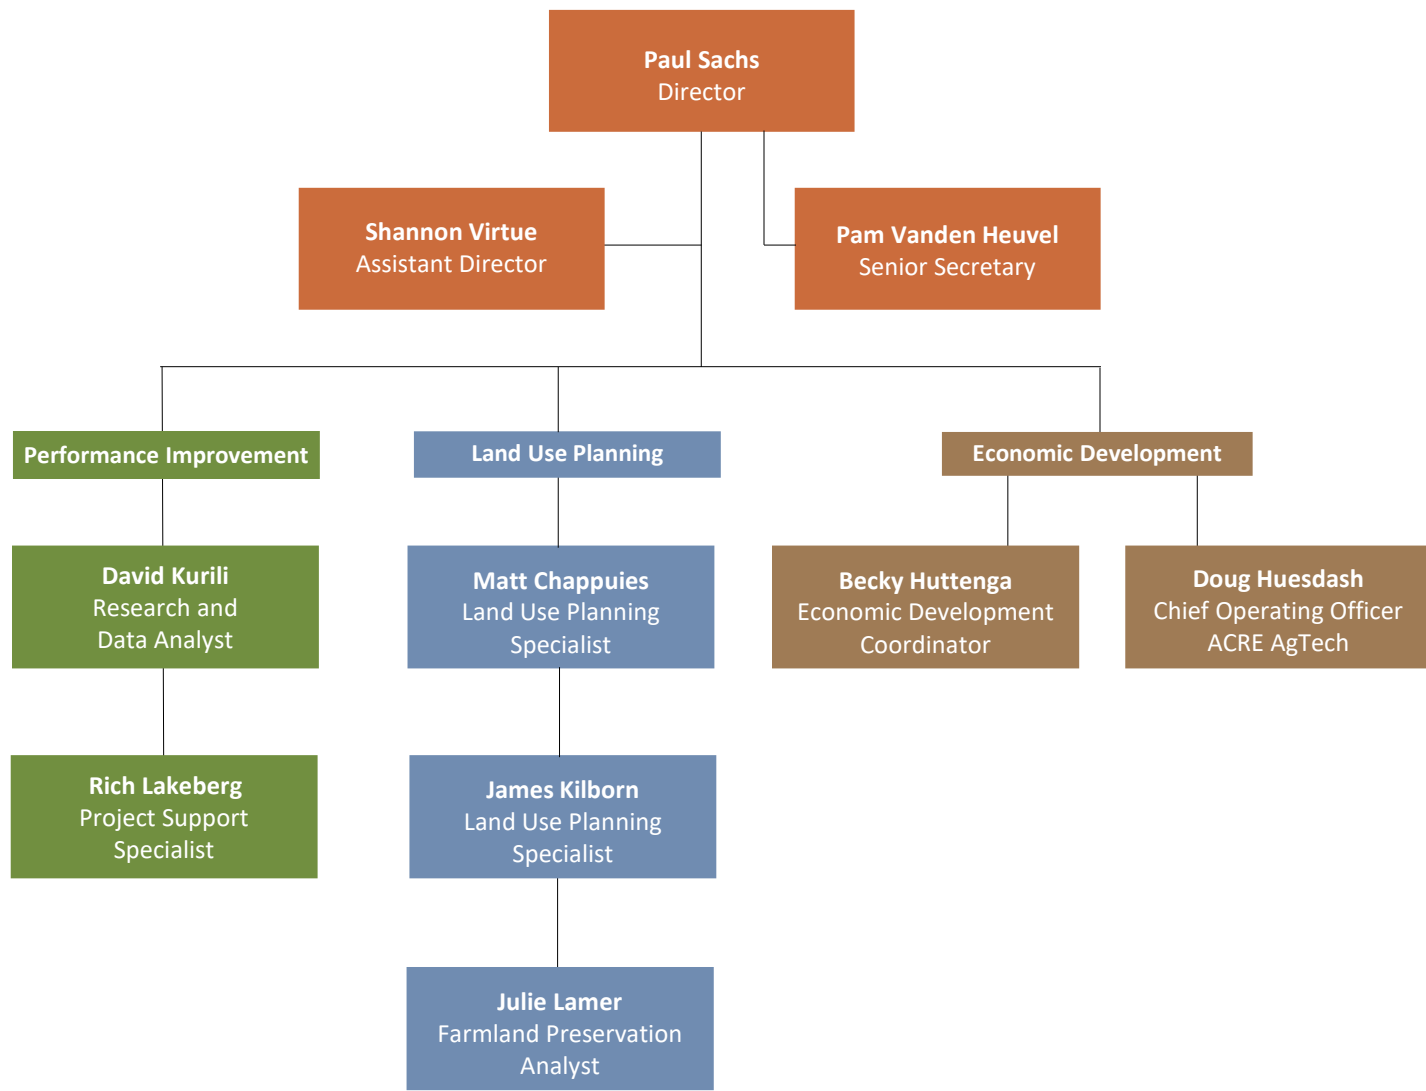 Paul Sachs
Director
Shannon Virtue
Assistant Director
Pam Vanden Heuvel
Senior Secretary
Performance Improvement
Land Use Planning
Economic Development
David Kurili
Research and
Data Analyst
Matt Chappuies
Land Use Planning
Specialist
Becky Huttenga
Economic Development
Coordinator
Doug Huesdash
Chief Operating Officer
ACRE AgTech
Rich Lakeberg
Project Support
Specialist
James Kilborn
Land Use Planning
Specialist
Julie Lamer
Farmland Preservation
Analyst